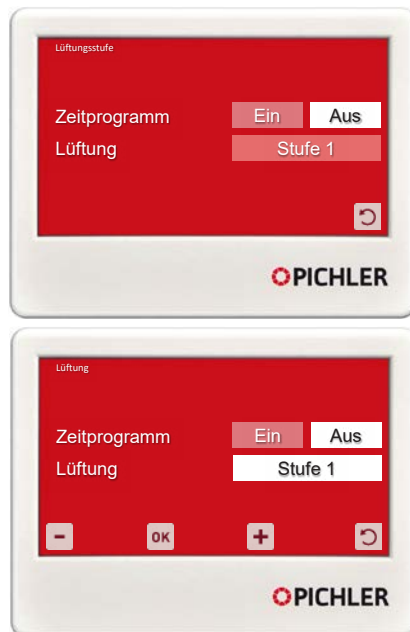 Lüftungsstufe
Zeitprogramm Ein Aus
Lüftung Stufe 1
PICHLER
Lüftung
Zeitprogramm Ein Aus
Lüftung Stufe 1
- OK +
PICHLER